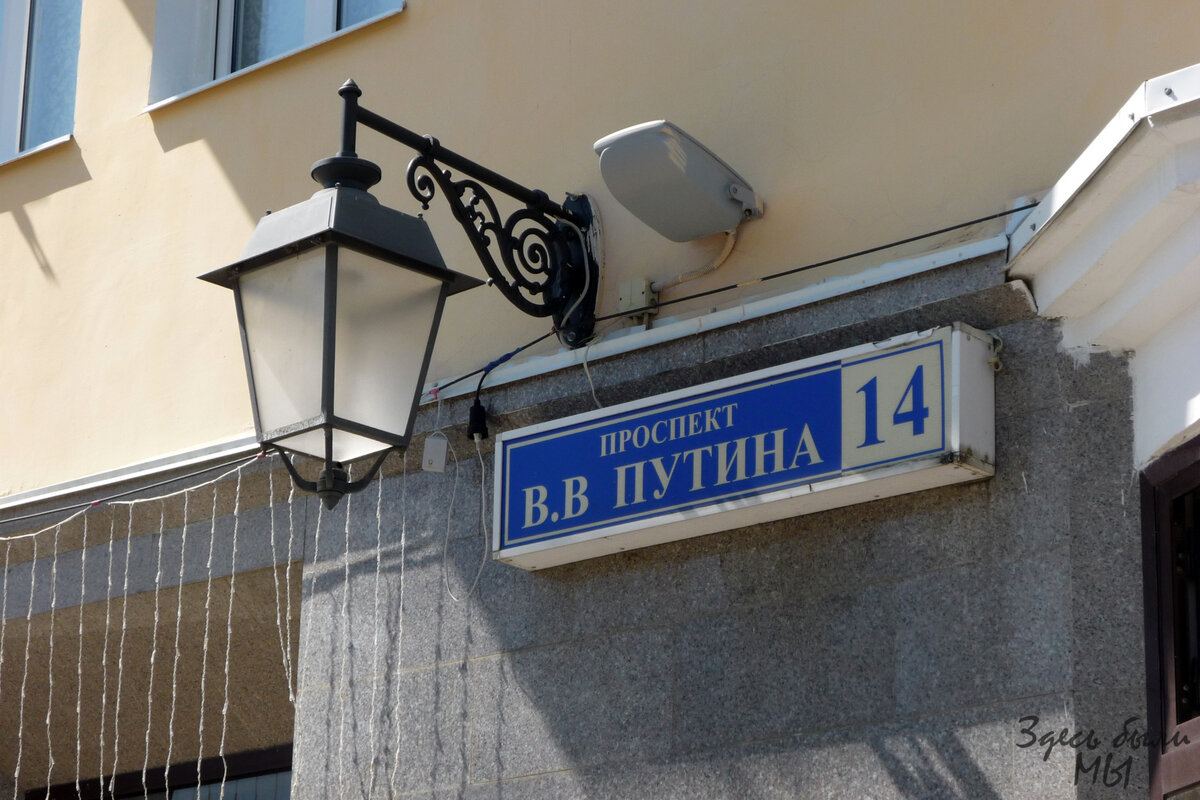 ПРОСПЕКТ
В.В ПУТИНА
14
Здесь были
МЫ